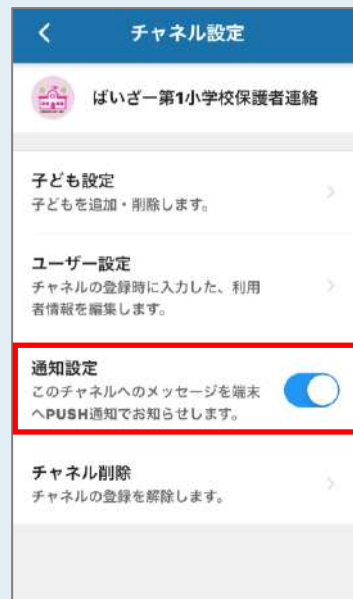 チャネル設定
ばいざー第1小学校保護者連絡
子ども設定
子どもを追加・削除します。
ユーザー設定
チャネルの登録時に入力した、利用
者情報を編集します。
通知設定
このチャネルへのメッセージを端末
へPUSH通知でお知らせします。
チャネル削除
チャネルの登録を解除します。